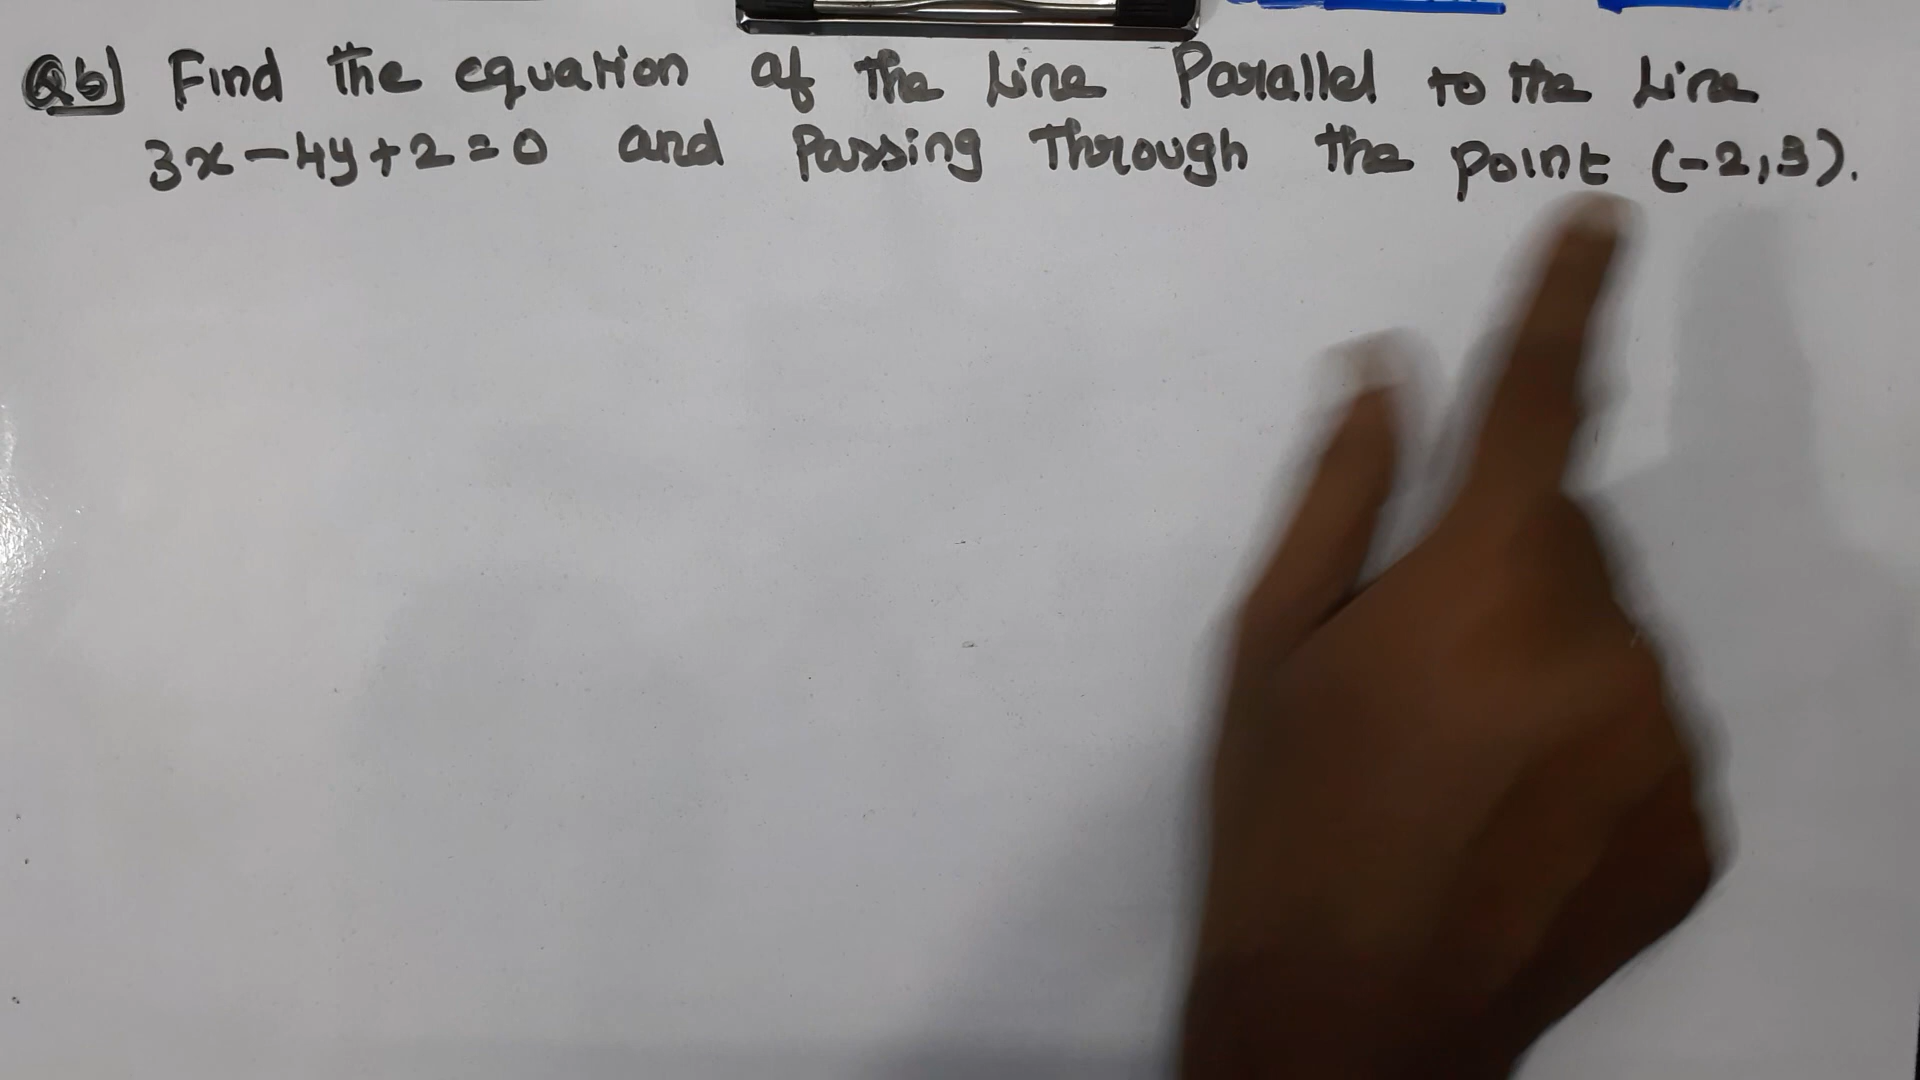 Q6] Find the equation of the Line Parallel to the Line
3x-4y+2=0 and Passing Through the point (-2,3).